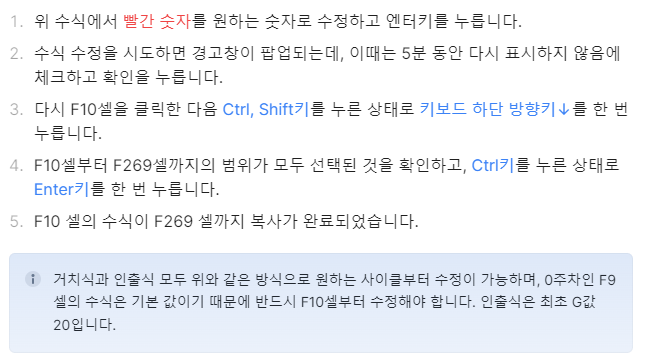 1. 위 수식에서 빨간 숫자를 원하는 숫자로 수정하고 엔터키를 누릅니다.
2. 수식 수정을 시도하면 경고창이 팝업되는데, 이때는 5분 동안 다시 표시하지 않음에
체크하고 확인을 누릅니다.
3. 다시 F10셀을 클릭한 다음 Ctrl, Shift키를 누른 상태로 키보드 하단 방향키↓를 한 번
누릅니다.
4. F10셀부터 F269셀까지의 범위가 모두 선택된 것을 확인하고, Ctrl키를 누른 상태로
Enter키를 한 번 누릅니다.
5. F10 셀의 수식이 F269 셀까지 복사가 완료되었습니다.
거치식과 인출식 모두 위와 같은 방식으로 원하는 사이클부터 수정이 가능하며, 0주차인 F9
셀의 수식은 기본 값이기 때문에 반드시 F10셀부터 수정해야 합니다. 인출식은 최초 G값
20입니다.